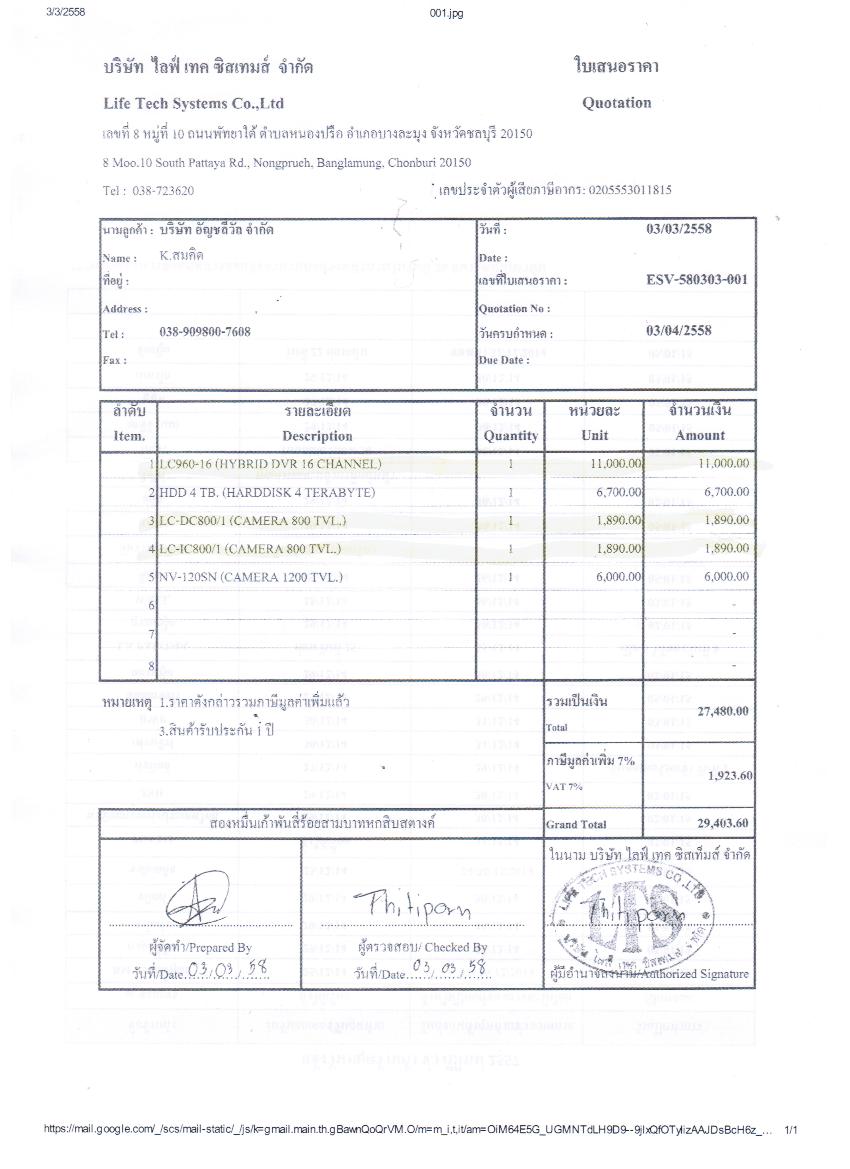 3/3/2558
001.jpg
บริษัท ไลฟ์ เทค ซิสเทมส์ จำกัด
ใบเสนอราคา
Life Tech Systems Co.,Ltd
Quotation
เลขที่ 8 หมู่ที่ 10 ถนนพัทยาใต้ ตำบลหนองปรือ อำเภอบางละมุง จังหวัดชลบุรี 20150
8 Moo.10 South Pattaya Rd., Nongprueh, Banglamung, Chonburi 20150
Tel : 038-723620
เลขประจำตัวผู้เสียภาษีอากร: 0205553011815
นามลูกค้า : บริษัท อัญชลีวัล จำกัด
วันที่ : 03/03/2558
Name : K.สมคิด
Date :
ที่อยู่ :
เลขที่ใบเสนอราคา : ESV-580303-001
Address :
Quotation No :
Tel : 038-909800-7608
วันครบกำหนด : 03/04/2558
Fax :
Due Date :
ลำดับ รายละเอียด จำนวน หน่วยละ จำนวนเงิน
Item. Description Quantity Unit Amount
1 LC960-16 (HYBRID DVR 16 CHANNEL) 1 11,000.00 11,000.00
2 HDD 4 TB. (HARDDISK 4 TERABYTE) 1 6,700.00 6,700.00
3 LC-DC800/1 (CAMERA 800 TVL.) 1 1,890.00 1,890.00
4 LC-IC800/1 (CAMERA 800 TVL.) 1 1,890.00 1,890.00
5 NV-120SN (CAMERA 1200 TVL.) 1 6,000.00 6,000.00
6 -
7 -
8 -
หมายเหตุ 1.ราคาดังกล่าวรวมภาษีมูลค่าเพิ่มแล้ว
รวมเป็นเงิน 27,480.00
Total
3.สินค้ารับประกัน 1 ปี
ภาษีมูลค่าเพิ่ม 7% 1,923.60
VAT 7%
สองหมื่นเก้าพันสี่ร้อยสามบาทหกสิบสตางค์
Grand Total 29,403.60
ในนาม บริษัท ไลฟ์ เทค ซิสเท็มส์ จำกัด
LIFE TECH SYSTEMS CO.,LTD
LTS
Thitiporn
Thitiporn
ผู้จัดทำ/Prepared By
ผู้ตรวจสอบ/ Checked By
วันที่/Date 03/03/58
วันที่/Date 03/03/58
ผู้มีอำนาจลงนาม/Authorized Signature
https://mail.google.com/_/scs/mail-static/_/js/k=gmail.main.th.gBawnQoQrVM.O/m=m_i,t,it/am=OiM64E5G_UGMNTdLH9D9--9jIxQfOTyIizAAJDsBcH6z_... 1/1